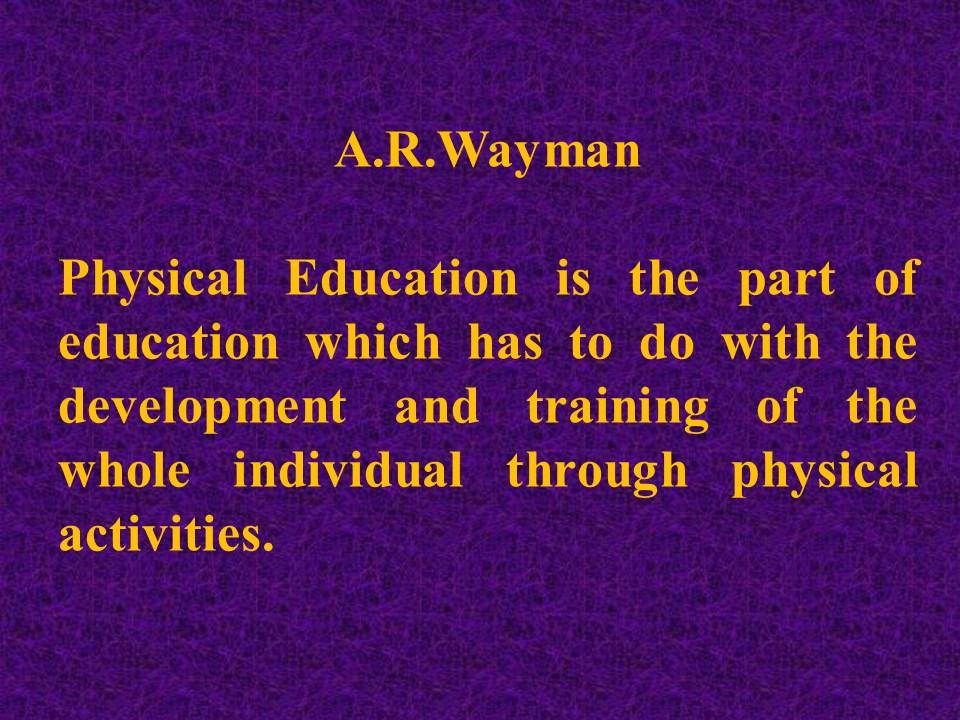 A.R.Wayman
Physical Education is the part of
education which has to do with the
development and training of the
whole individual through physical
activities.